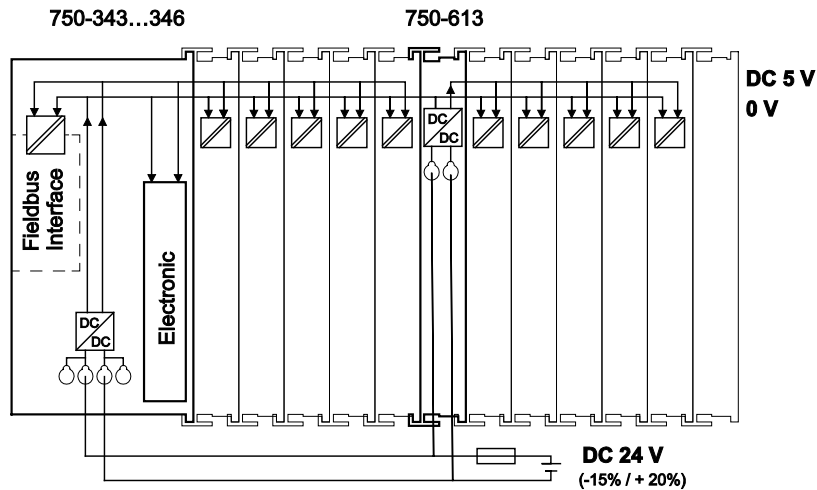 750-343...346
750-613
DC 5 V
0 V
DC
DC
Fieldbus
Interface
Electronic
DC
DC
DC 24 V
(-15% / + 20%)